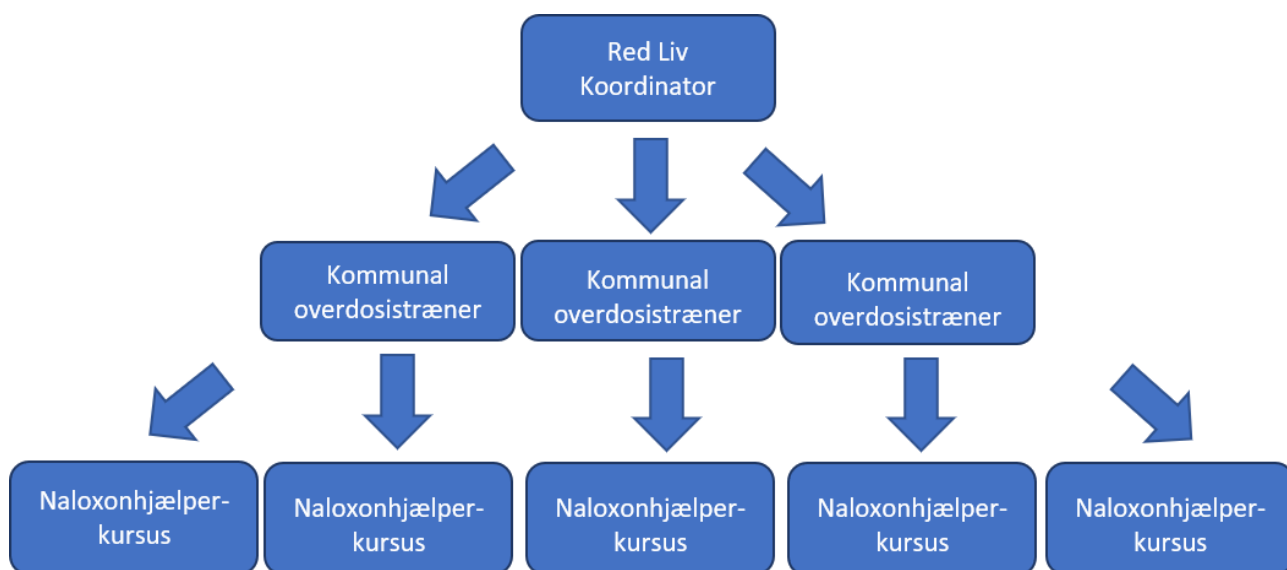 Red Liv
Koordinator
Kommunal
overdosistræner
Kommunal
overdosistræner
Kommunal
overdosistræner
Naloxonhjælper-
kursus
Naloxonhjælper-
kursus
Naloxonhjælper-
kursus
Naloxonhjælper-
kursus
Naloxonhjælper-
kursus